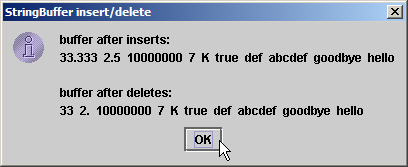 StringBuffer insert/delete
buffer after inserts:
33.333 2.5 10000000 7 K true def abcdef goodbye hello
buffer after deletes:
33 2. 10000000 7 K true def abcdef goodbye hello
OK